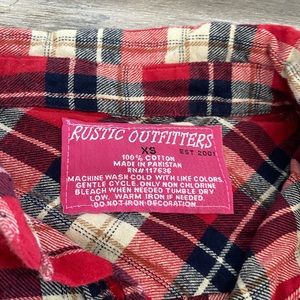 RUSTIC OUTFITTERS
XS EST 2001
100% COTTON
MADE IN PAKISTAN
RN# 117636
MACHINE WASH COLD WITH LIKE COLORS.
GENTLE CYCLE. ONLY NON CHLORINE
BLEACH WHEN NEEDED TUMBLE DRY
LOW. WARM IRON IF NEEDED.
DO NOT IRON DECORATION